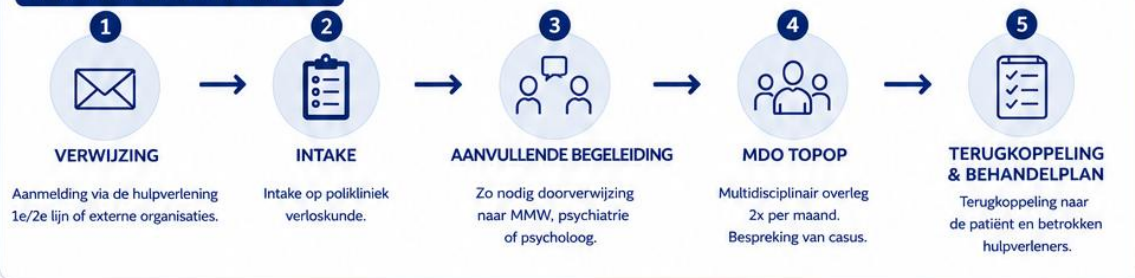 1
VERWIJZING
Aanmelding via de hulpverlening
1e/2e lijn of externe organisaties.
2
INTAKE
Intake op polikliniek
verloskunde.
3
AANVULLENDE BEGELEIDING
Zo nodig doorverwijzing
naar MMW, psychiatrie
of psycholoog.
4
MDO TOPOP
Multidisciplinair overleg
2x per maand.
Bespreking van casus.
5
TERUGKOPPELING
& BEHANDELPLAN
Terugkoppeling naar
de patiënt en betrokken
hulpverleners.